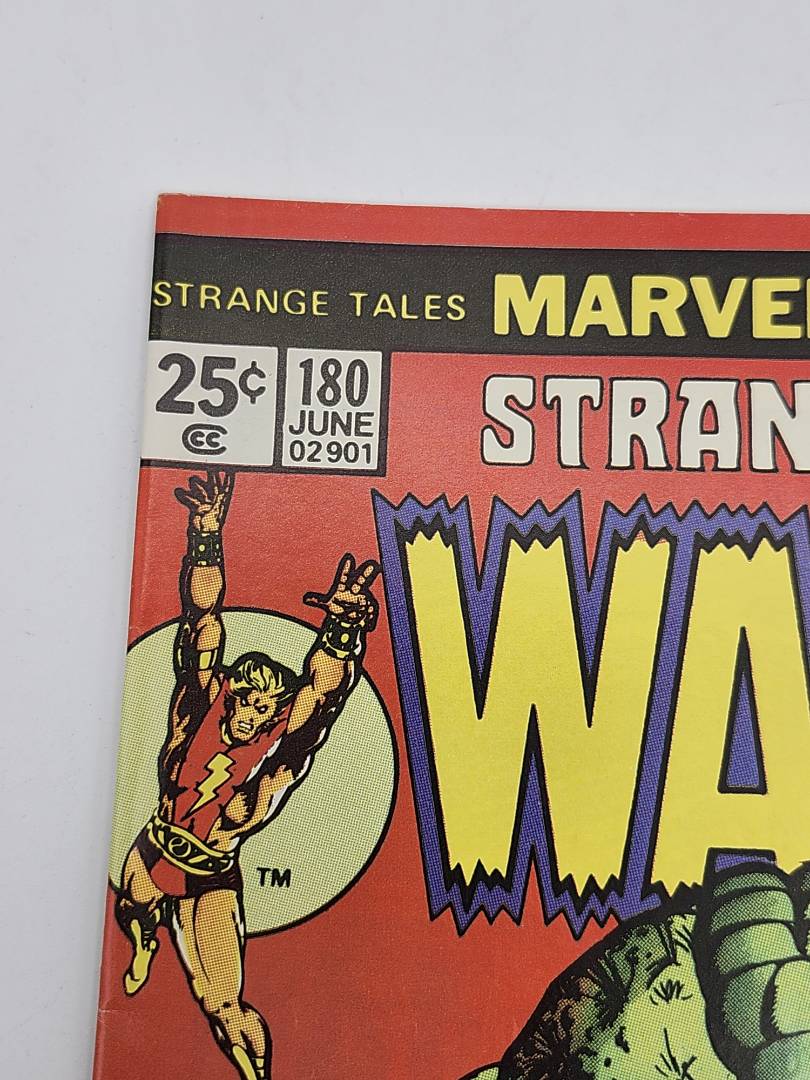 STRANGE TALES MARVE
25¢
CC
180
JUNE
02901
STRAN
WA
TM